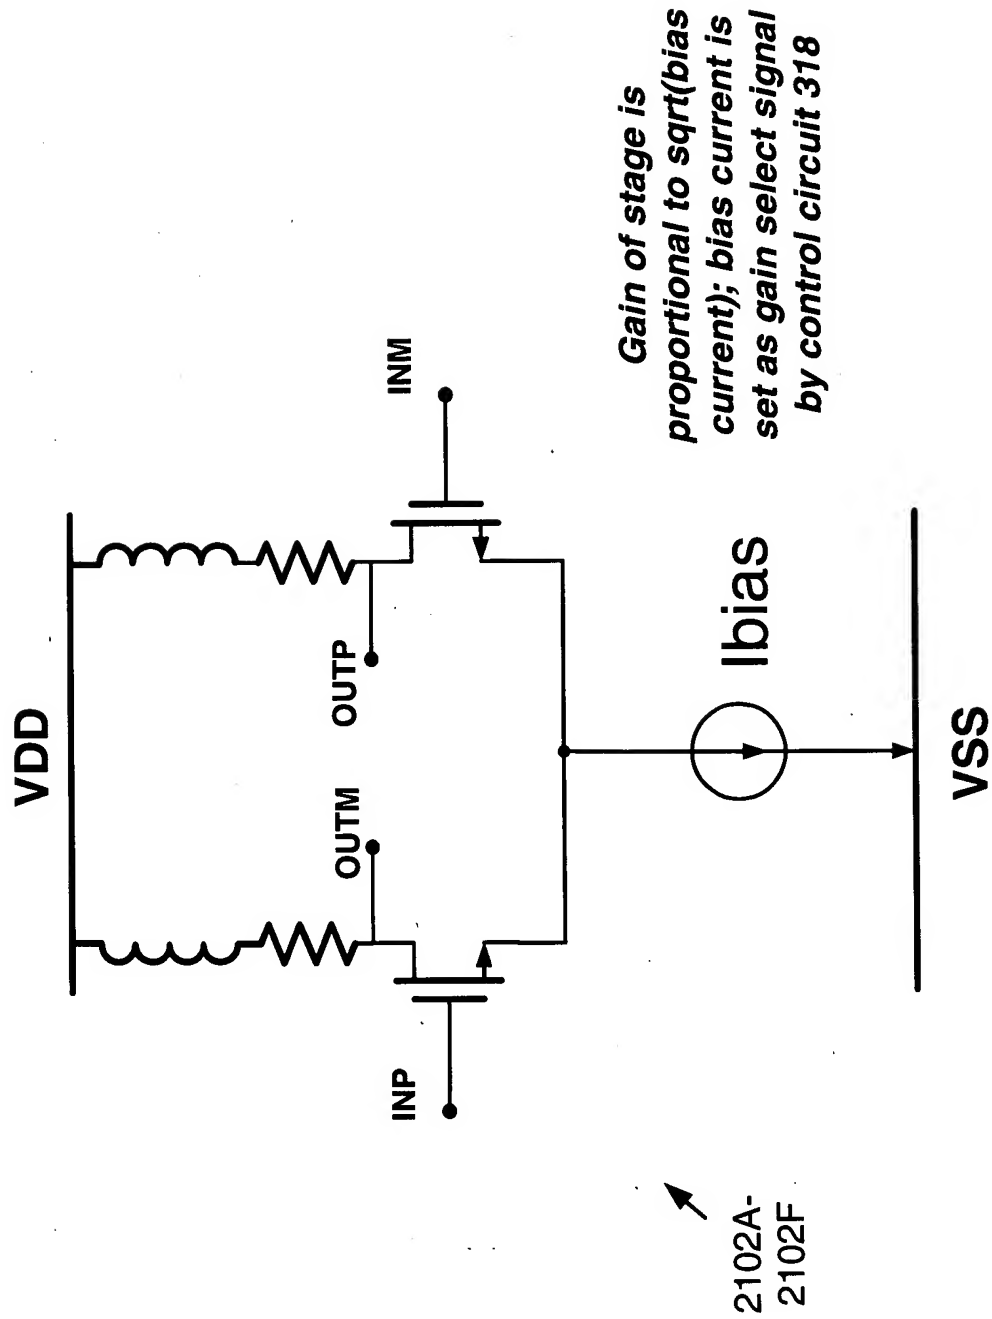 VDD
OUTM
OUTP
INP
INM
Ibias
VSS
Gain of stage is
proportional to sqrt(bias
current); bias current is
set as gain select signal
by control circuit 318
2102A-
2102F